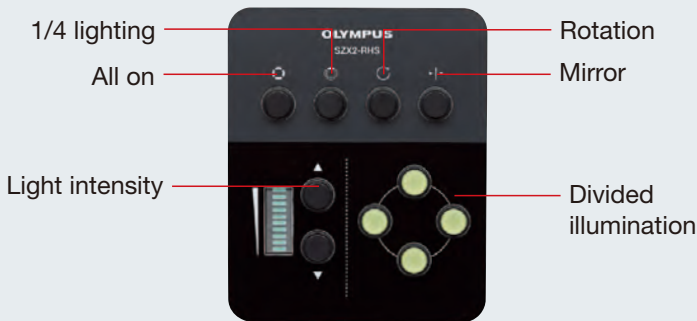 1/4 lighting
All on
Light intensity
OLYMPUS
SZX2-RHS
Rotation
Mirror
Divided
illumination